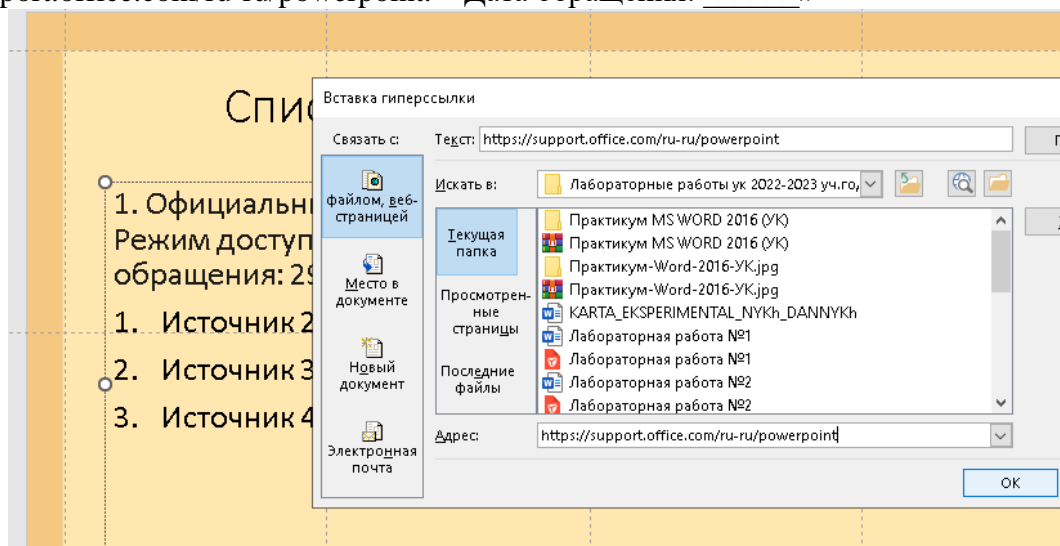 Спис
1. Официальн
Режим доступ
обращения: 29
1. Источник 2
2. Источник 3
3. Источник 4
Вставка гиперссылки
Связать с:
Текст: https://support.office.com/ru-ru/powerpoint
файлом, веб-
страницей
Место в
документе
Новый
документ
Электронная
почта
Искать в:
Лабораторные работы ук 2022-2023 уч.го,
Текущая
папка
Просмотрен-
ные
страницы
Последние
файлы
Практикум MS WORD 2016 (УК)
Практикум MS WORD 2016 (УК)
Практикум-Word-2016-УК.jpg
Практикум-Word-2016-УК.jpg
KARTA_EKSPERIMENTAL_NYKh_DANNYKh
Лабораторная работа №1
Лабораторная работа №1
Лабораторная работа №2
Лабораторная работа №2
Адрес: https://support.office.com/ru-ru/powerpoint
ОК